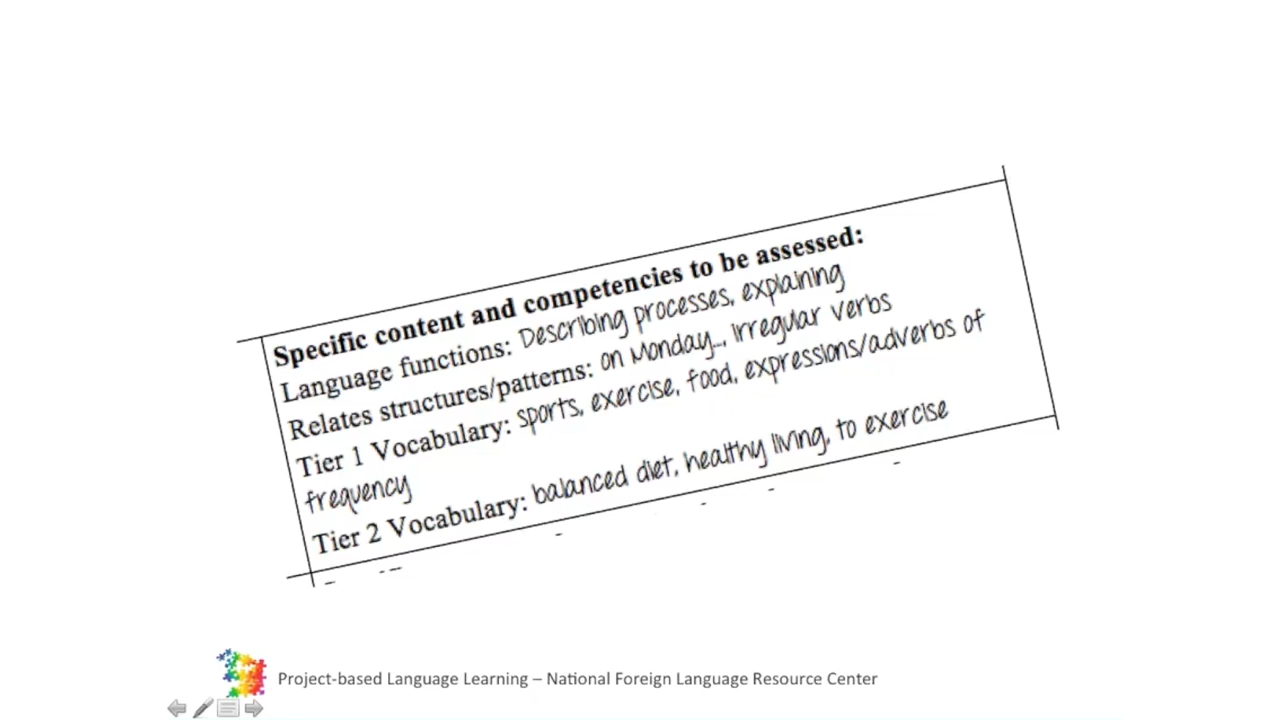 Specific content and competencies to be assessed:
Language functions: Describing processes, explaining
Relates structures/patterns: on Monday..., irregular verbs
Tier 1 Vocabulary: sports, exercise, food, expressions/adverbs of
frequency
Tier 2 Vocabulary: balanced diet, healthy living, to exercise
Project-based Language Learning – National Foreign Language Resource Center